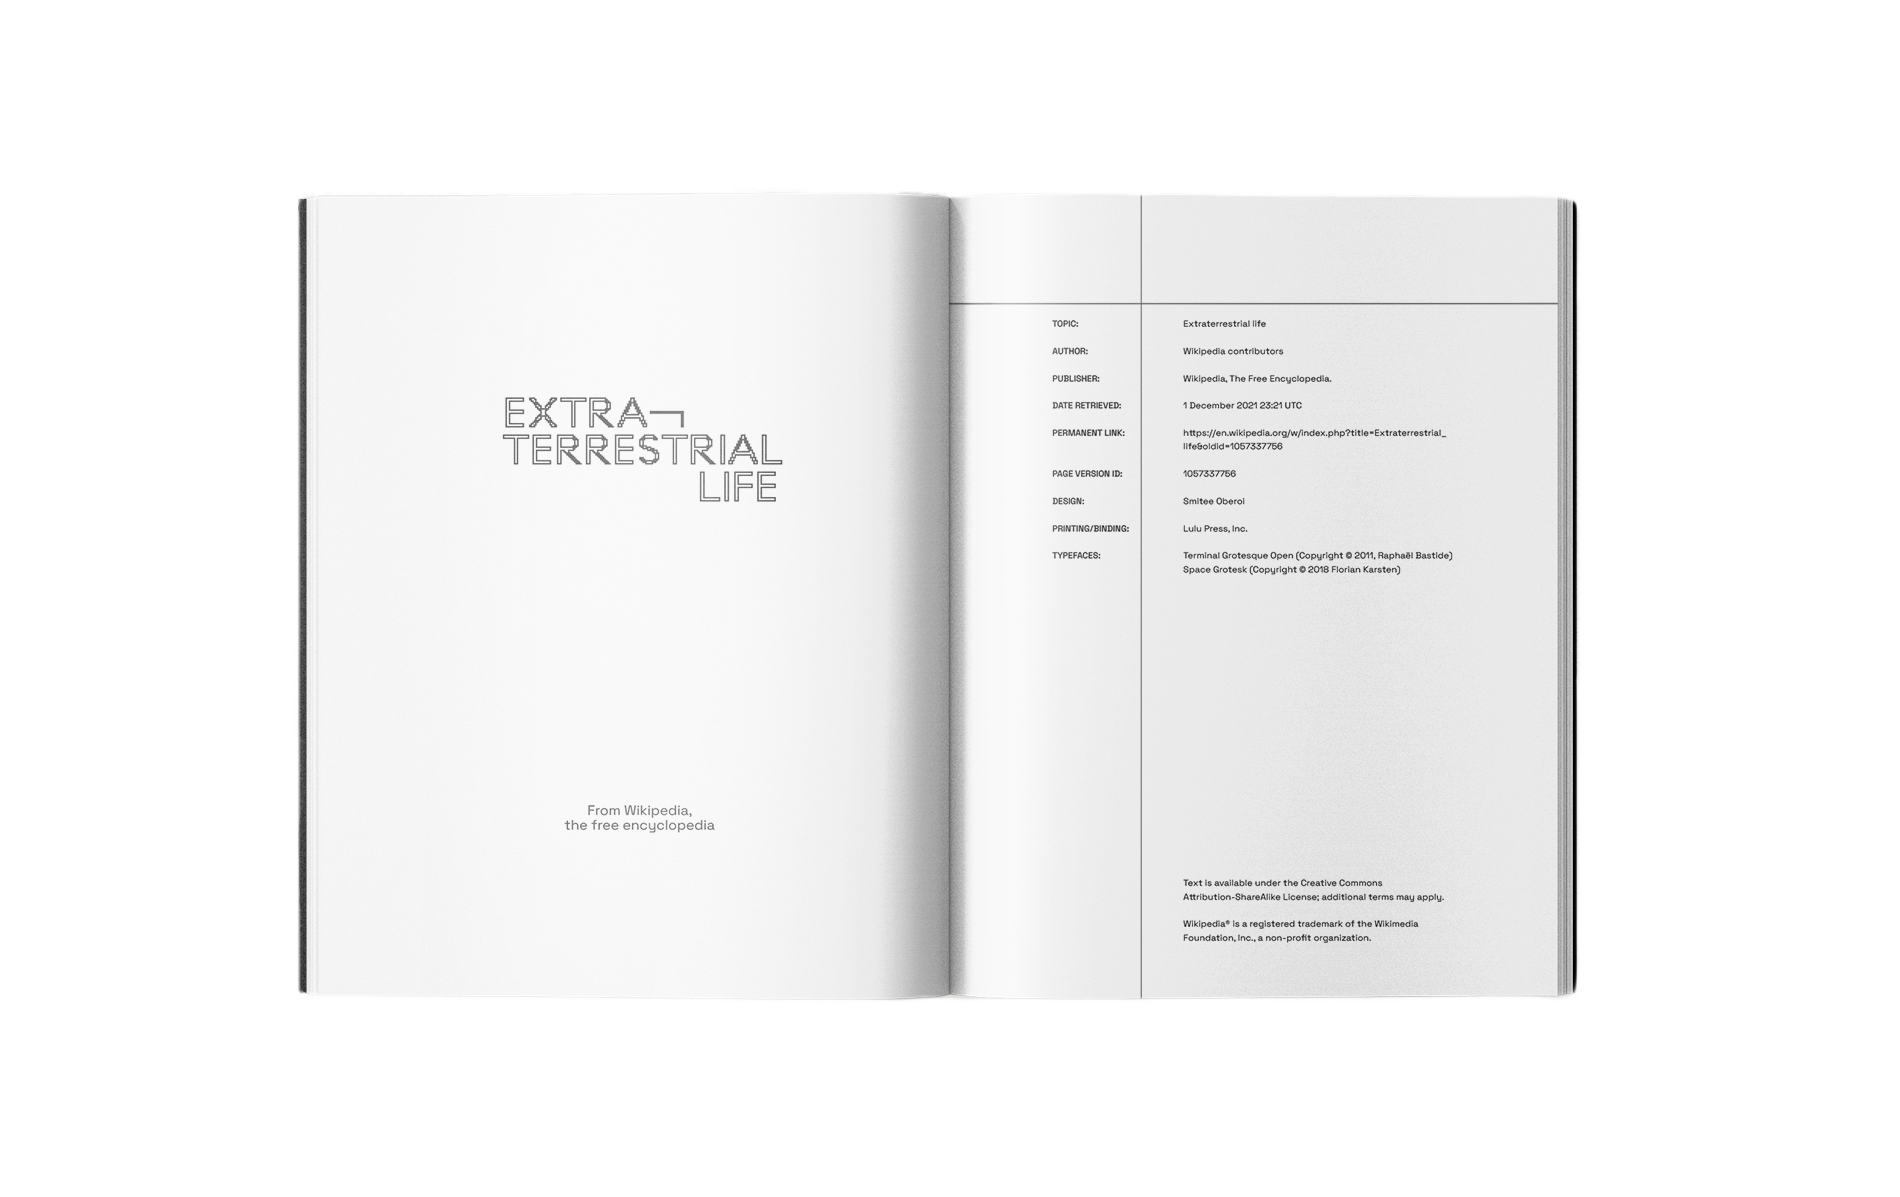 EXTRA¬
TERRESTRIAL
LIFE
From Wikipedia,
the free encyclopedia
TOPIC: Extraterrestrial life
AUTHOR: Wikipedia contributors
PUBLISHER: Wikipedia, The Free Encyclopedia.
DATE RETRIEVED: 1 December 2021 23:21 UTC
PERMANENT LINK: https://en.wikipedia.org/w/index.php?title=Extraterrestrial_
life&oldid=1057337756
PAGE VERSION ID: 1057337756
DESIGN: Smitee Oberoi
PRINTING/BINDING: Lulu Press, Inc.
TYPEFACES: Terminal Grotesque Open (Copyright © 2011, Raphaël Bastide)
Space Grotesk (Copyright © 2018 Florian Karsten)
Text is available under the Creative Commons
Attribution-ShareAlike License; additional terms may apply.
Wikipedia® is a registered trademark of the Wikimedia
Foundation, Inc., a non-profit organization.